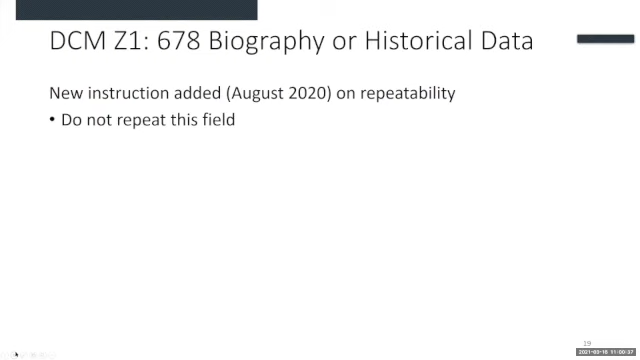 DCM Z1: 678 Biography or Historical Data
New instruction added (August 2020) on repeatability
• Do not repeat this field
19
2021-03-18 11:00:37